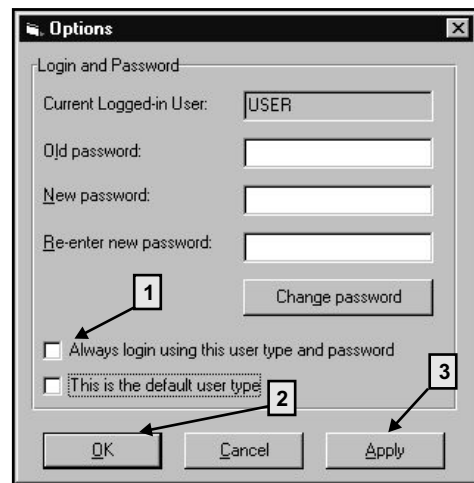 Options
Login and Password
Current Logged-in User: USER
Old password:
New password:
Re-enter new password:
1
Change password
Always login using this user type and password
3
This is the default user type
2
OK Cancel Apply